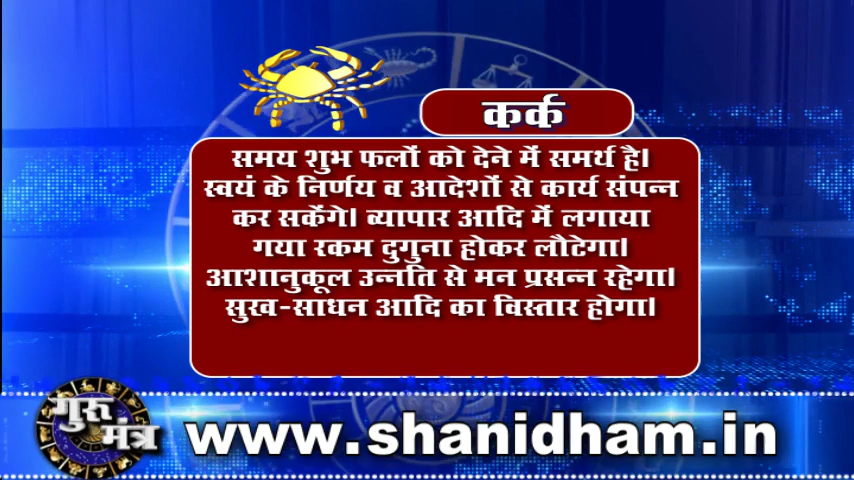 कर्क
समय शुभ फलों को देने में समर्थ है।
स्वयं के निर्णय व आदेशों से कार्य संपन्न
कर सकेंगे। व्यापार आदि में लगाया
गया रकम दुगुना होकर लौटेगा।
आशानुकूल उन्नति से मन प्रसन्न रहेगा।
सुख-साधन आदि का विस्तार होगा।
गुरू
मंत्र
www.shanidham.in